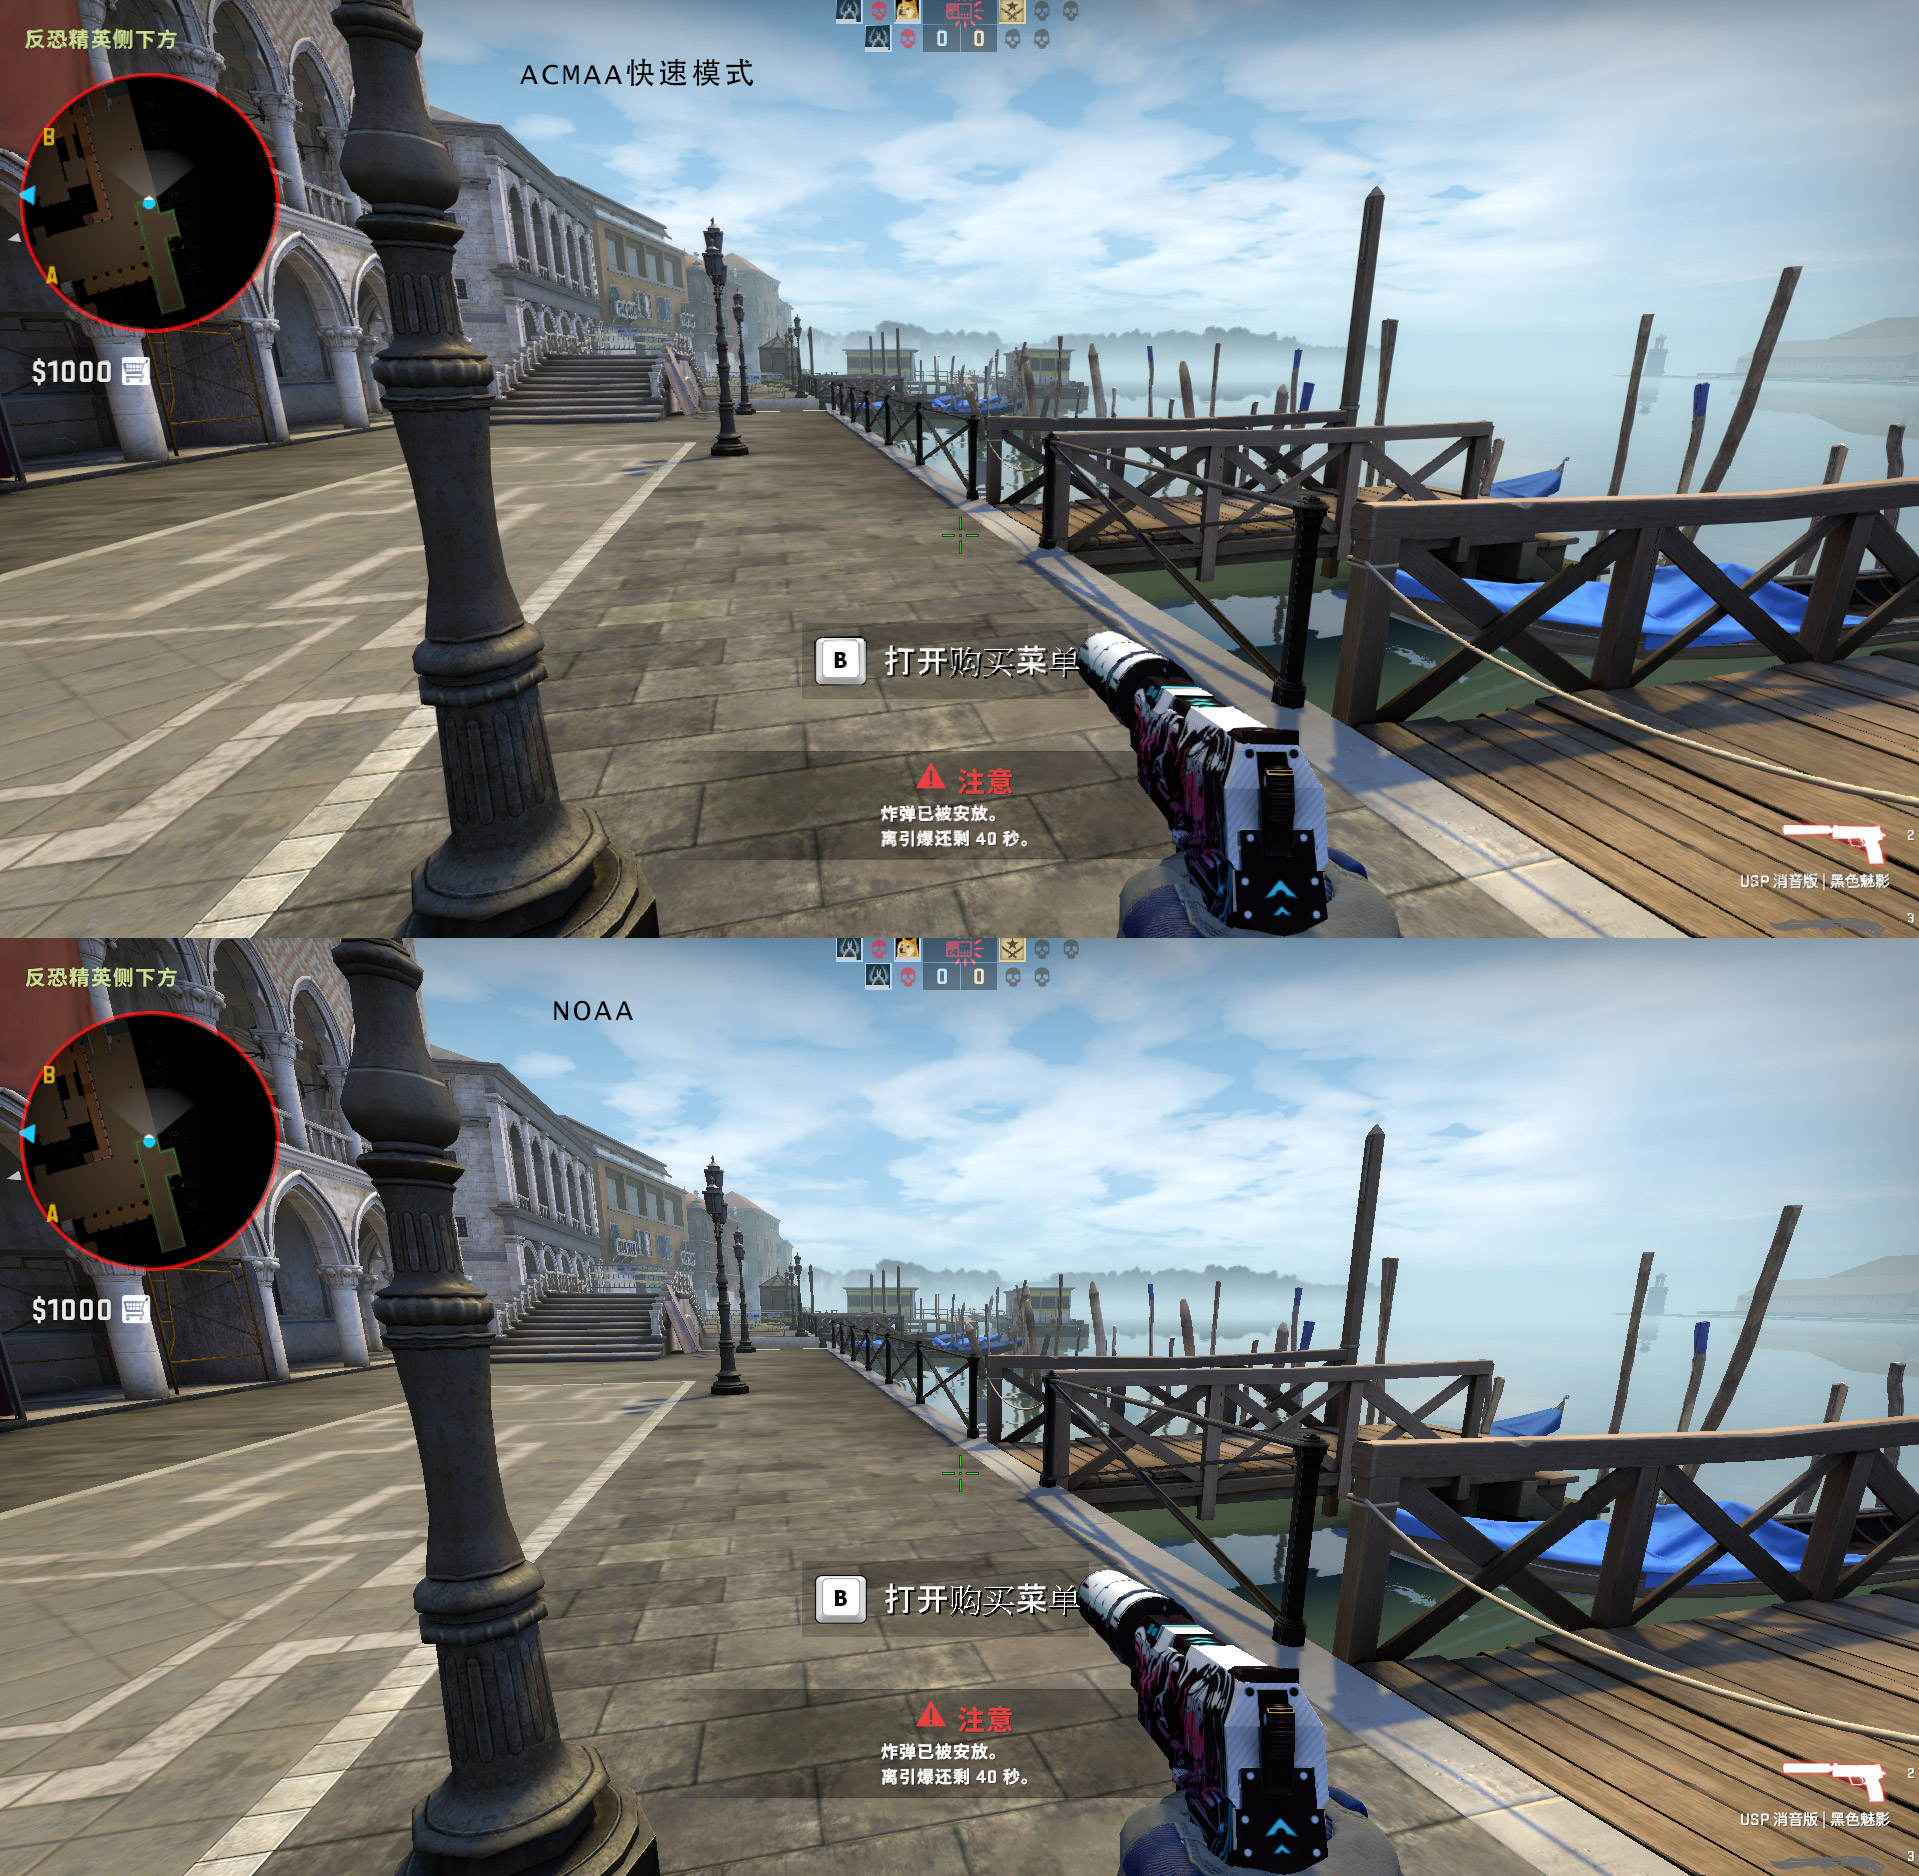 反恐精英侧下方
0 0
ACMAA快速模式
B
A
$1000
B 打开购买菜单
注意
炸弹已被安放。
离引爆还剩 40 秒。
2
USP 消音版 | 黑色魅影
3
反恐精英侧下方
0 0
NOAA
B
A
$1000
B 打开购买菜单
注意
炸弹已被安放。
离引爆还剩 40 秒。
2
USP 消音版 | 黑色魅影
3